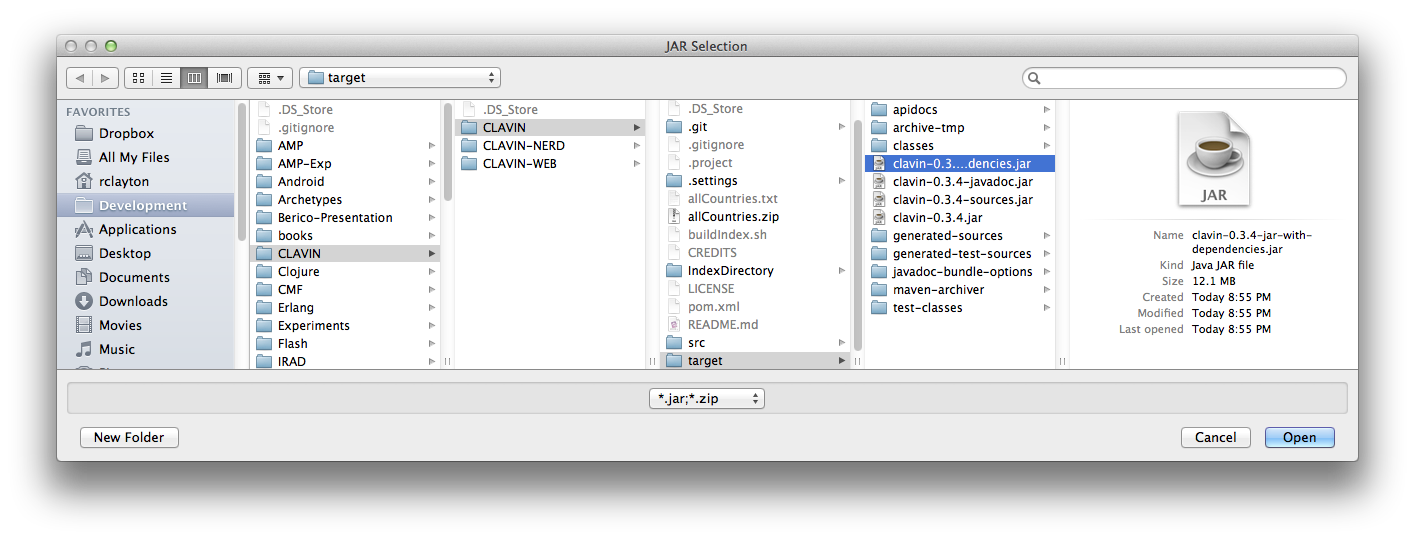 JAR Selection
target
FAVORITES
Dropbox
All My Files
rclayton
Development
Applications
Desktop
Documents
Downloads
Movies
Music
.DS_Store
.gitignore
AMP
AMP-Exp
Android
Archetypes
Berico-Presentation
books
CLAVIN
Clojure
CMF
Erlang
Experiments
Flash
IRAD
.DS_Store
CLAVIN
CLAVIN-NERD
CLAVIN-WEB
.DS_Store
.git
.gitignore
.project
.settings
allCountries.txt
allCountries.zip
buildIndex.sh
CREDITS
IndexDirectory
LICENSE
pom.xml
README.md
src
target
apidocs
archive-tmp
classes
clavin-0.3....dencies.jar
clavin-0.3.4-javadoc.jar
clavin-0.3.4-sources.jar
clavin-0.3.4.jar
generated-sources
generated-test-sources
javadoc-bundle-options
maven-archiver
test-classes
JAR
Name clavin-0.3.4-jar-with-
dependencies.jar
Kind Java JAR file
Size 12.1 MB
Created Today 8:55 PM
Modified Today 8:55 PM
Last opened Today 8:55 PM
*.jar;*.zip
New Folder
Cancel
Open